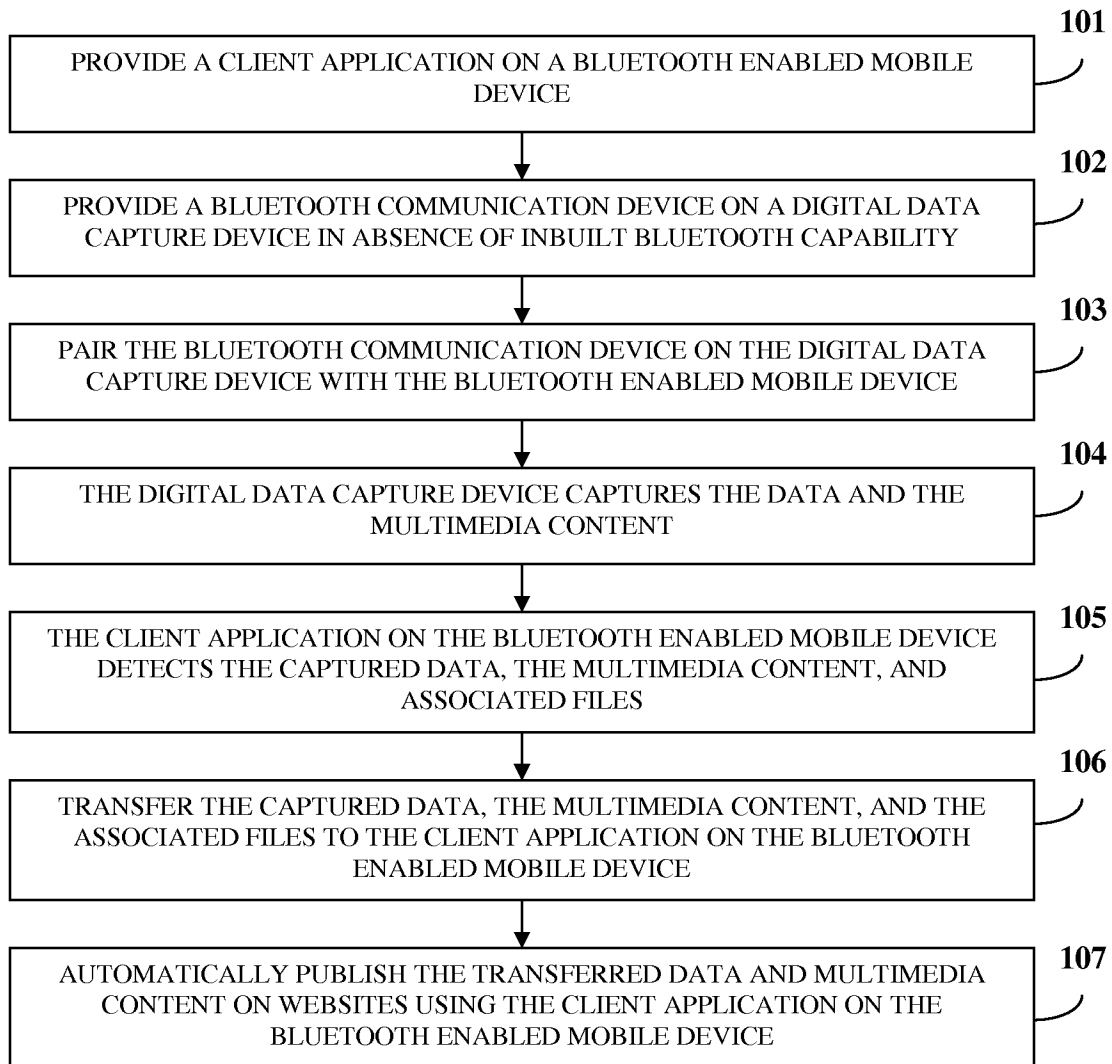 101
PROVIDE A CLIENT APPLICATION ON A BLUETOOTH ENABLED MOBILE
DEVICE
102
PROVIDE A BLUETOOTH COMMUNICATION DEVICE ON A DIGITAL DATA
CAPTURE DEVICE IN ABSENCE OF INBUILT BLUETOOTH CAPABILITY
103
PAIR THE BLUETOOTH COMMUNICATION DEVICE ON THE DIGITAL DATA
CAPTURE DEVICE WITH THE BLUETOOTH ENABLED MOBILE DEVICE
104
THE DIGITAL DATA CAPTURE DEVICE CAPTURES THE DATA AND THE
MULTIMEDIA CONTENT
105
THE CLIENT APPLICATION ON THE BLUETOOTH ENABLED MOBILE DEVICE
DETECTS THE CAPTURED DATA, THE MULTIMEDIA CONTENT, AND
ASSOCIATED FILES
106
TRANSFER THE CAPTURED DATA, THE MULTIMEDIA CONTENT, AND THE
ASSOCIATED FILES TO THE CLIENT APPLICATION ON THE BLUETOOTH
ENABLED MOBILE DEVICE
107
AUTOMATICALLY PUBLISH THE TRANSFERRED DATA AND MULTIMEDIA
CONTENT ON WEBSITES USING THE CLIENT APPLICATION ON THE
BLUETOOTH ENABLED MOBILE DEVICE